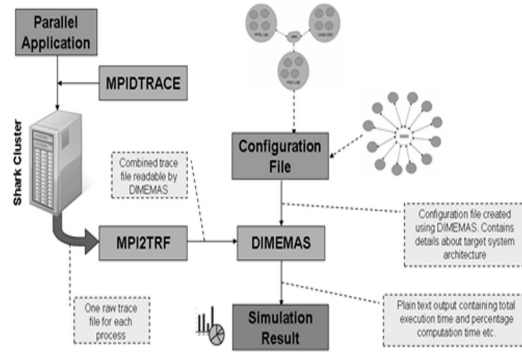 Parallel
Application
MPIDTRACE
Shark Cluster
Combined trace
file readable by
DIMEMAS
Configuration
File
MPI2TRF
DIMEMAS
Configuration file created
using DIMEMAS. Contains
details about target system
architecture
One raw trace
file for each
process
Simulation
Result
Plain text output containing total
execution time and percentage
computation time etc.